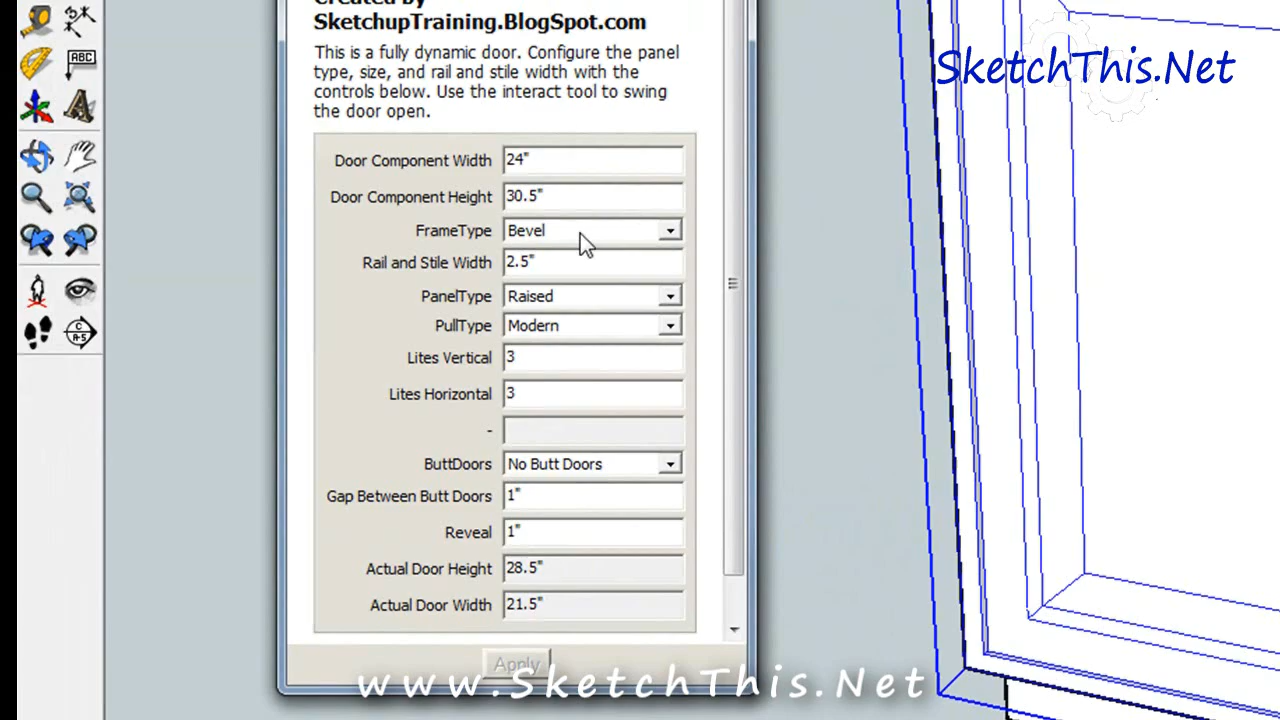 Created by
SketchupTraining.BlogSpot.com
This is a fully dynamic door. Configure the panel
type, size, and rail and stile width with the
controls below. Use the interact tool to swing
the door open.
Door Component Width 24"
Door Component Height 30.5"
FrameType Bevel
Rail and Stile Width 2.5"
PanelType Raised
PullType Modern
Lites Vertical 3
Lites Horizontal 3
-
ButtDoors No Butt Doors
Gap Between Butt Doors 1"
Reveal 1"
Actual Door Height 28.5"
Actual Door Width 21.5"
Apply
www.SketchThis.Net
SketchThis.Net
ABC
A
C
A-5